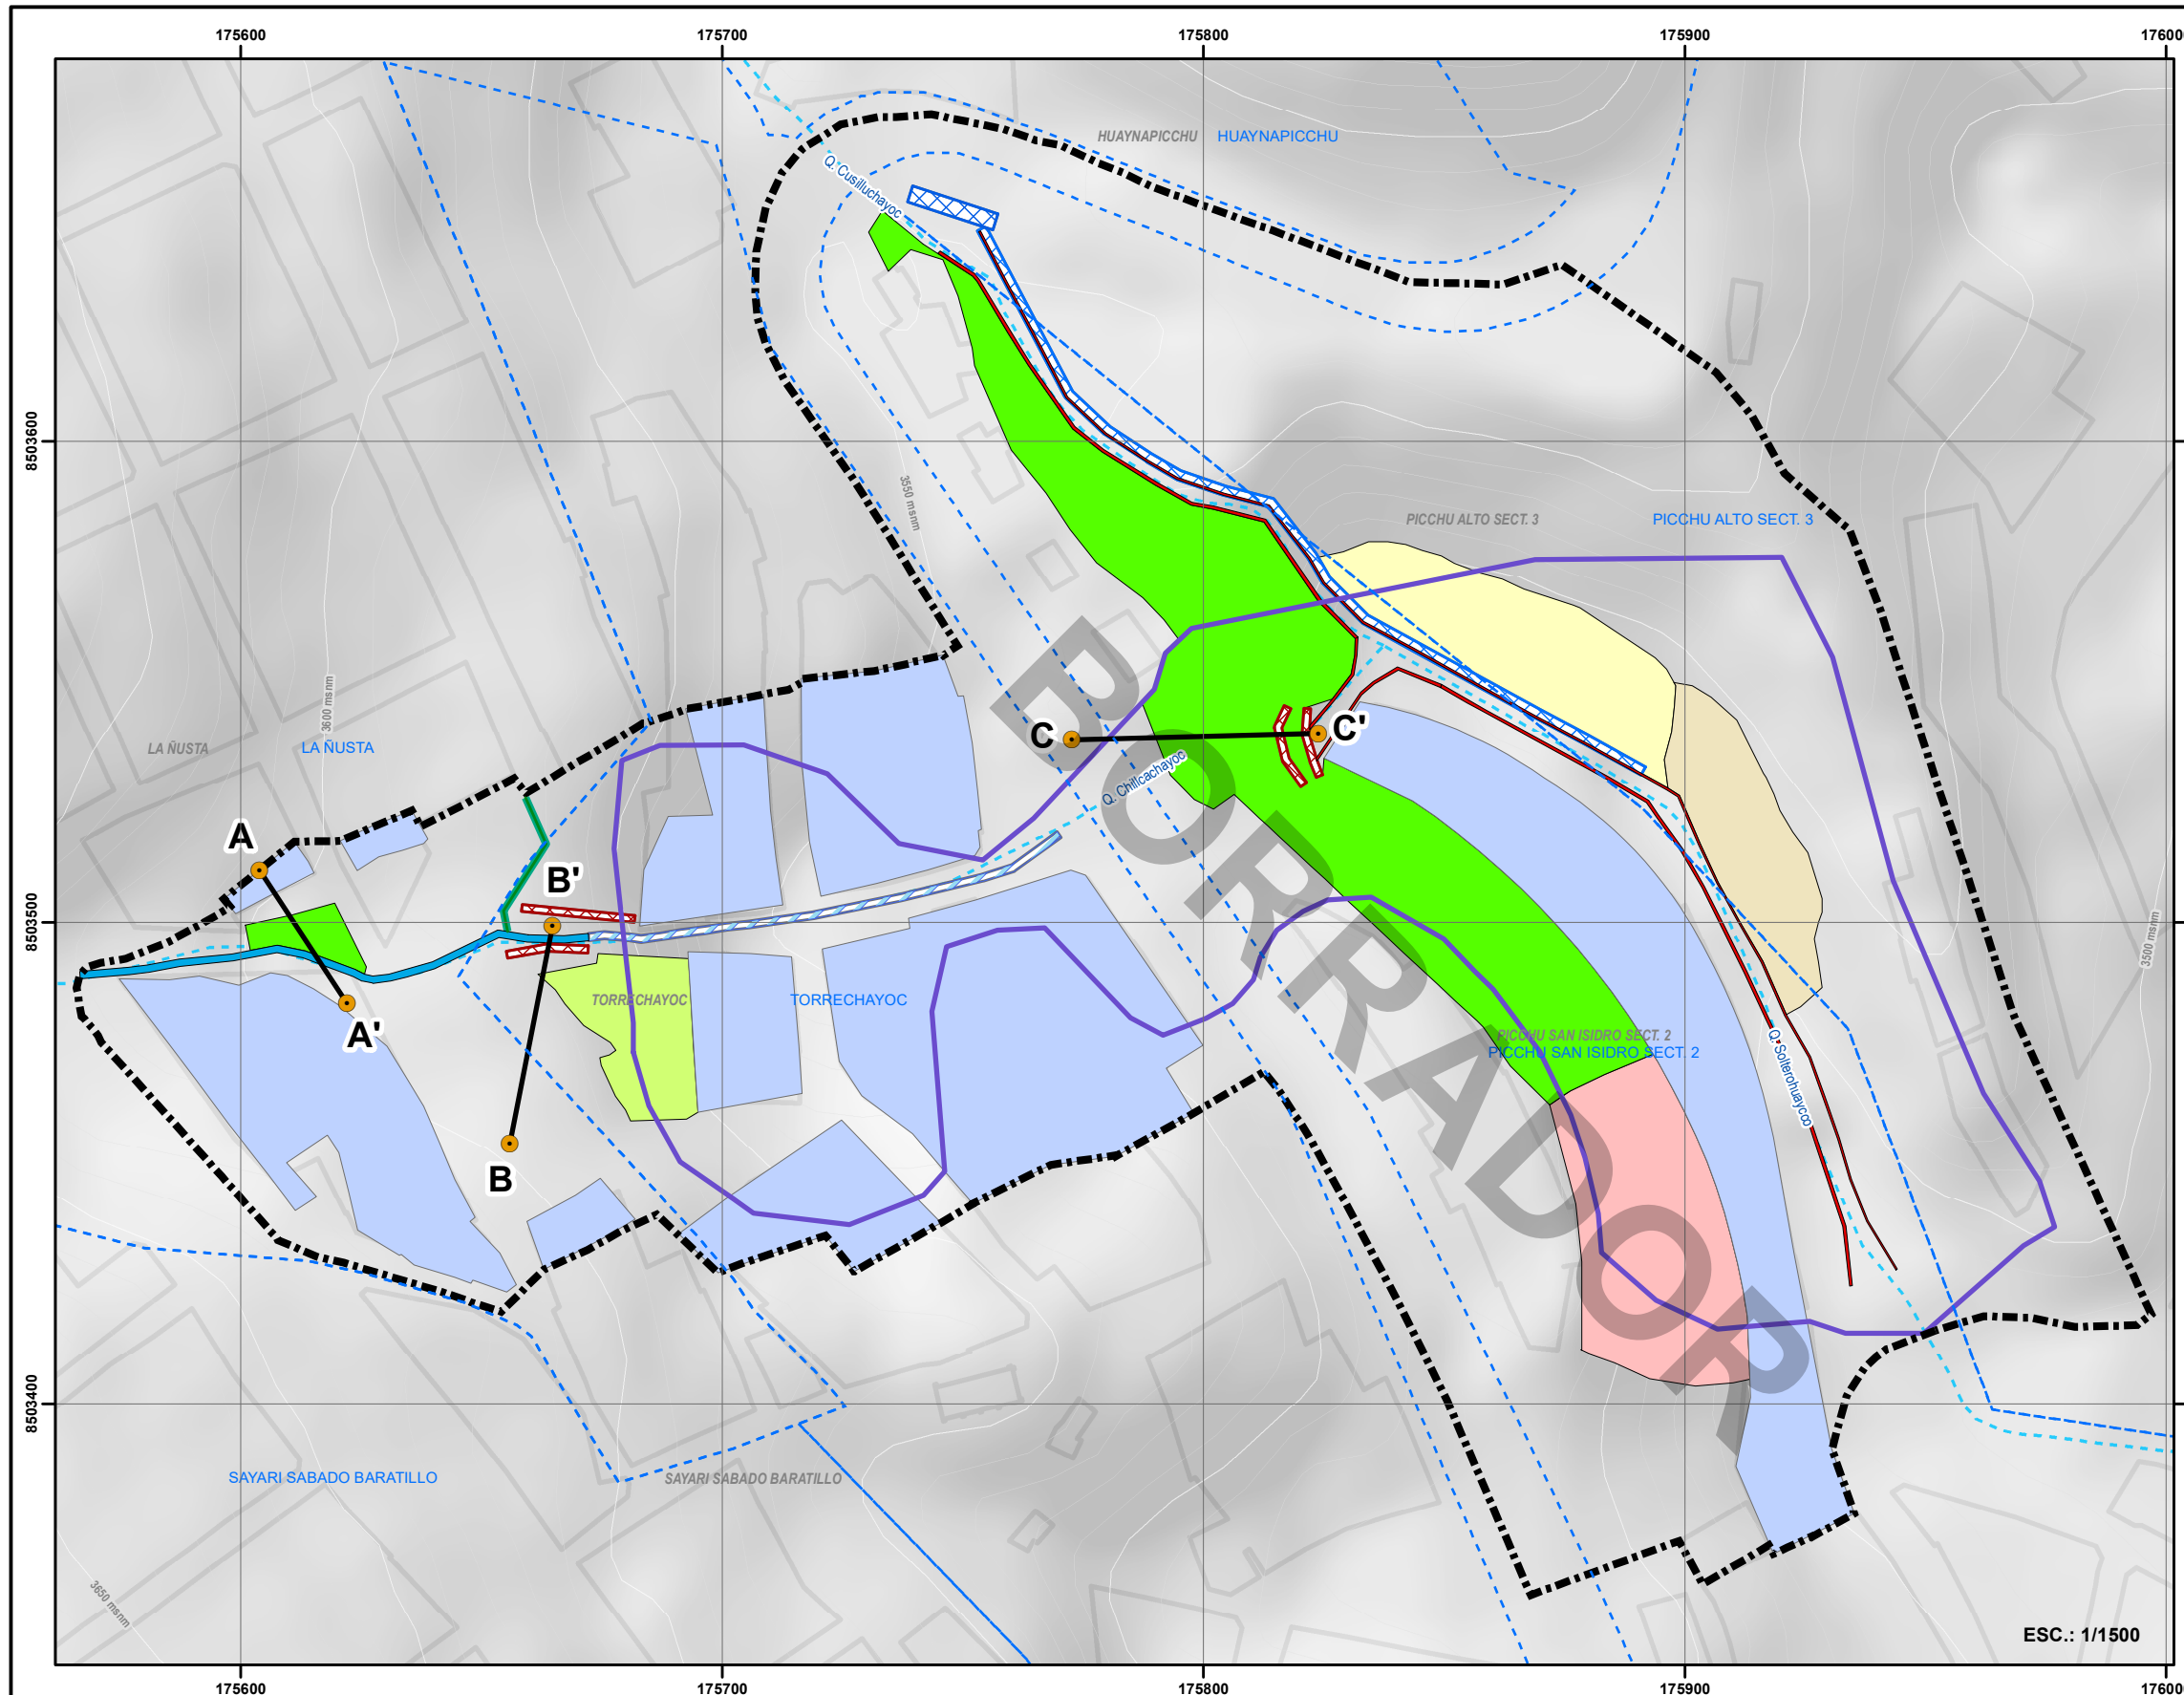 175600
175700
175800
175900
17600
HUAYNAPICCHU
HUAYNAPICCHU
Q. Cusilluchayoc
8503600
3550 msnm
PICCHU ALTO SECT. 3
PICCHU ALTO SECT. 3
3600 msnm
LA ÑUSTA
LA ÑUSTA
C
C'
Q. Chillcachayoc
A
B'
8503500
3500 msnm
TORRECHAYOC
TORRECHAYOC
A'
PICCHU SAN ISIDRO SECT. 2
PICCHU SAN ISIDRO SECT. 2
Q. Solterohuaycco
B
BORRADOR
8503400
SAYARI SABADO BARATILLO
SAYARI SABADO BARATILLO
3650 msnm
ESC.: 1/1500
175600
175700
175800
175900
17600